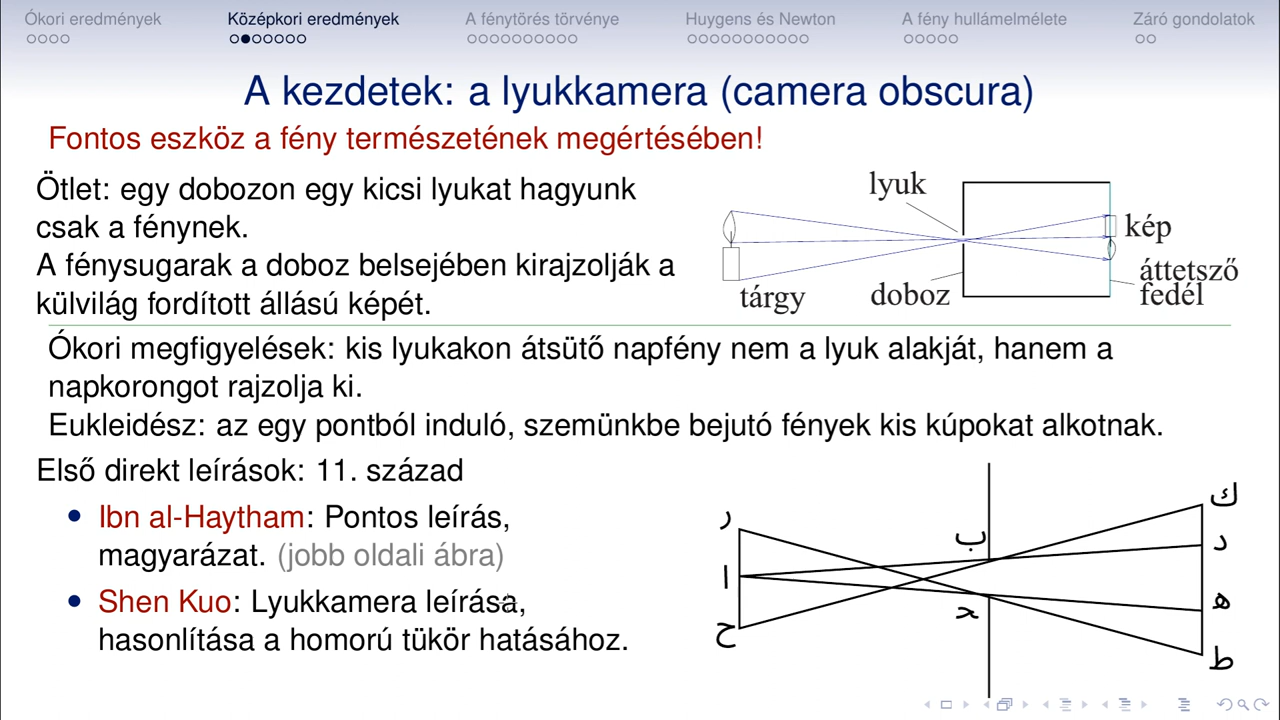 Ókori eredmények Középkori eredmények A fénytörés törvénye Huygens és Newton A fény hullámelmélete Záró gondolatok
A kezdetek: a lyukkamera (camera obscura)
Fontos eszköz a fény természetének megértésében!
Ötlet: egy dobozon egy kicsi lyukat hagyunk
csak a fénynek.
A fénysugarak a doboz belsejében kirajzolják a
külvilág fordított állású képét.
lyuk
kép
áttetsző
fedél
tárgy
doboz
Ókori megfigyelések: kis lyukakon átsütő napfény nem a lyuk alakját, hanem a
napkorongot rajzolja ki.
Eukleidész: az egy pontból induló, szemünkbe bejutó fények kis kúpokat alkotnak.
Első direkt leírások: 11. század
Ibn al-Haytham: Pontos leírás,
magyarázat. (jobb oldali ábra)
Shen Kuo: Lyukkamera leírása,
hasonlítása a homorú tükör hatásához.
ر
ا
ح
ب
ك
د
ه
ط